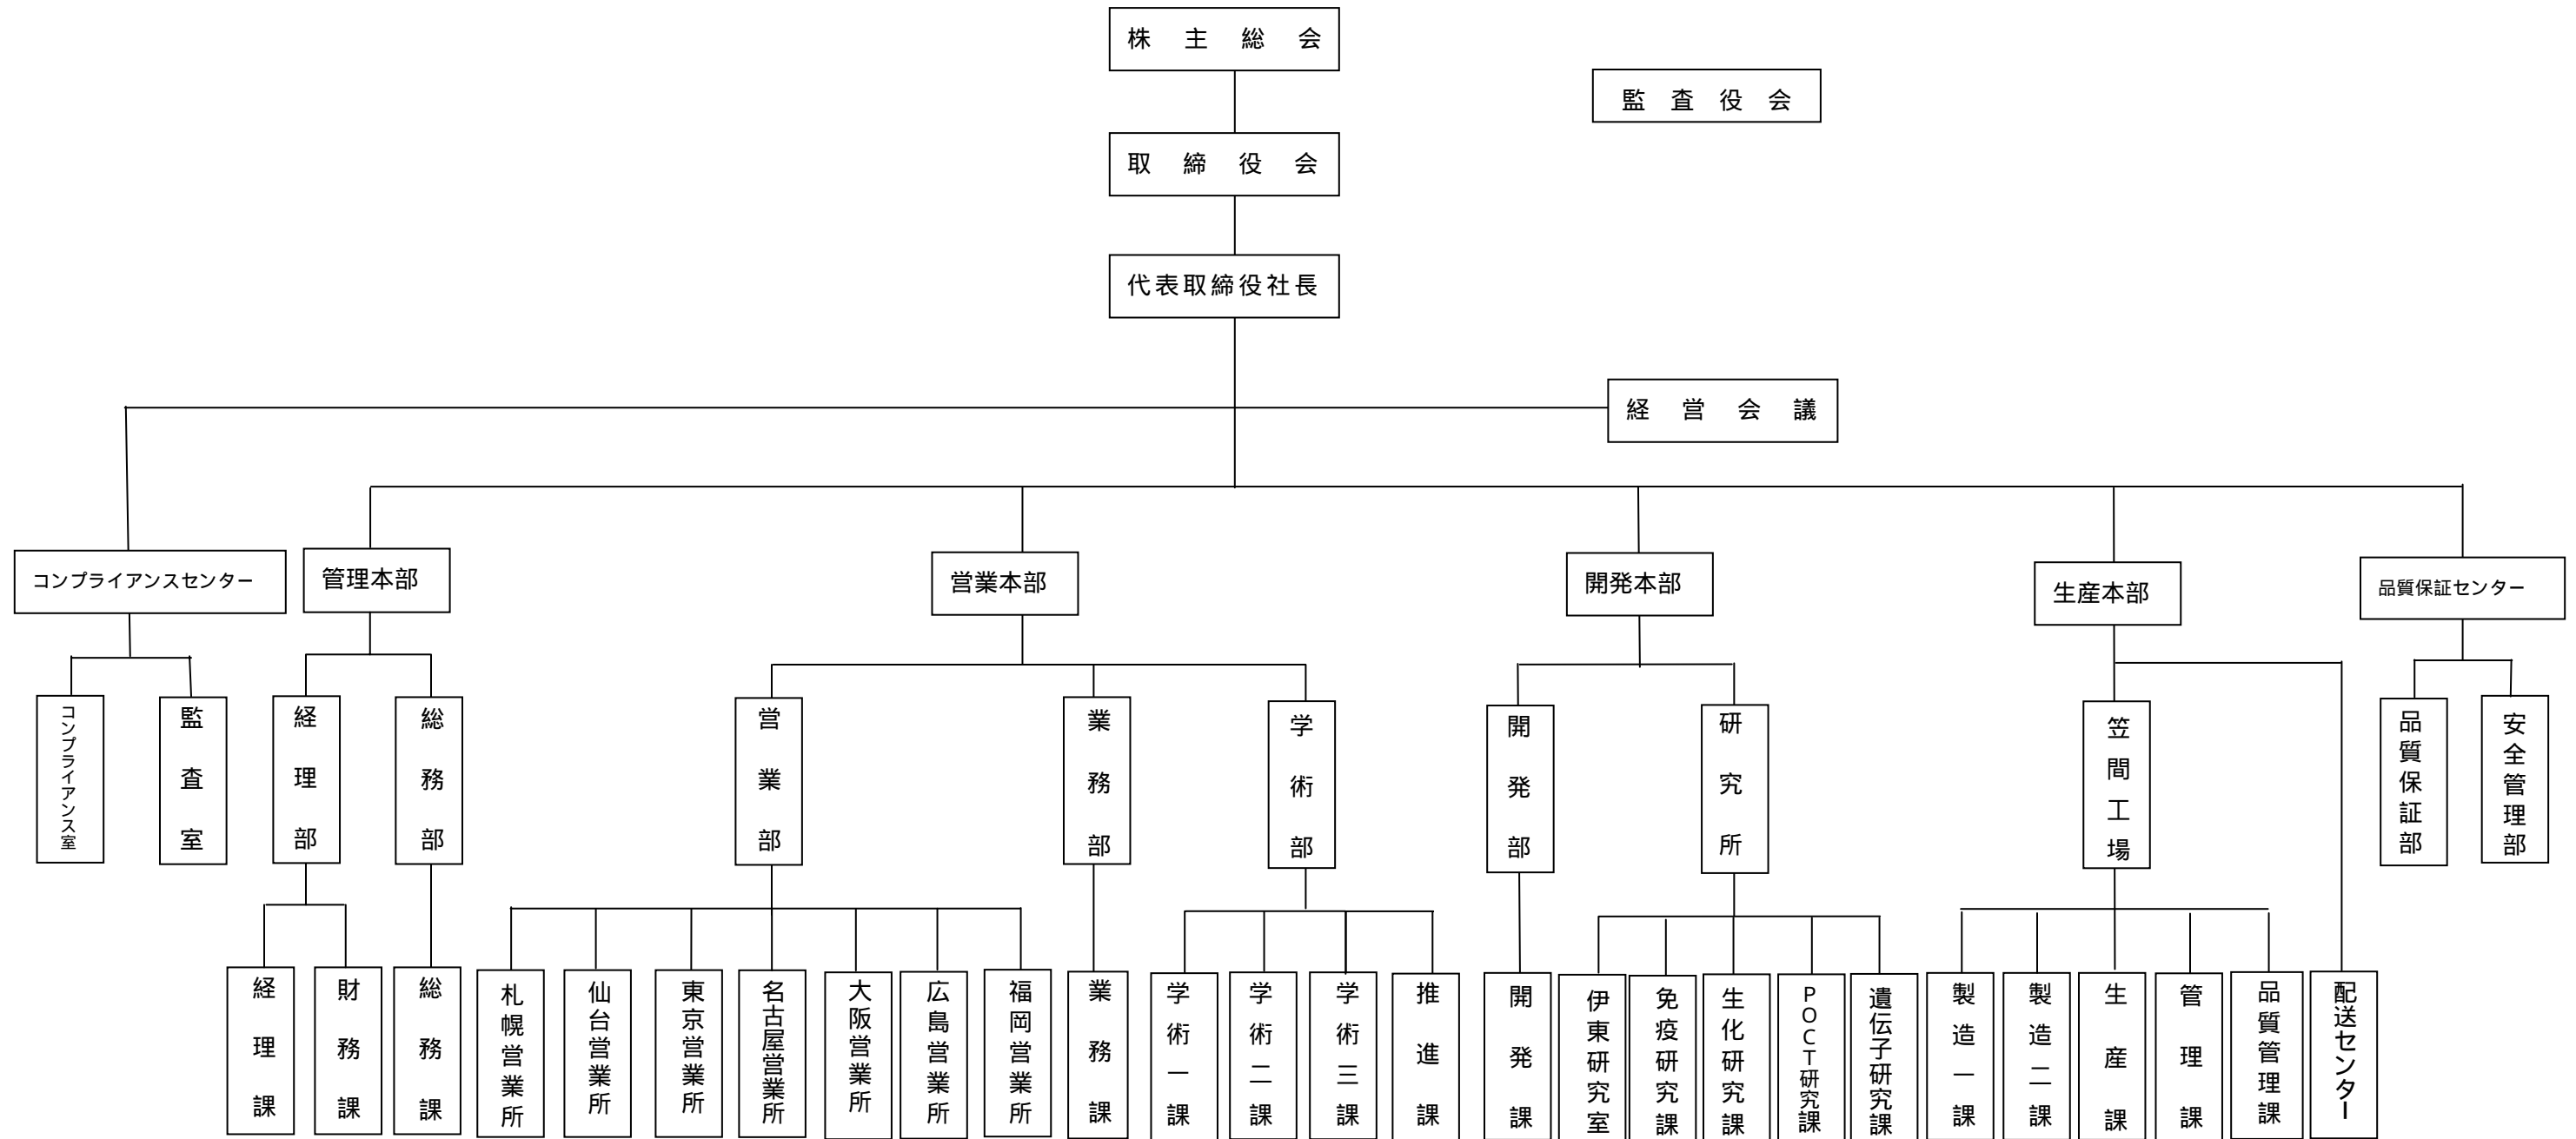 株主総会
監査役会
取締役会
代表取締役社長
経営会議
コンプライアンスセンター
管理本部
営業本部
開発本部
生産本部
品質保証センター
コンプライアンス室
監査室
経理部
総務部
営業部
業務部
学術部
開発部
研究所
笠間工場
品質保証部
安全管理部
経理課
財務課
総務課
札幌営業所
仙台営業所
東京営業所
名古屋営業所
大阪営業所
広島営業所
福岡営業所
業務課
学術一課
学術二課
学術三課
推進課
開発課
伊東研究室
免疫研究課
生化研究課
POCT研究課
遺伝子研究課
製造一課
製造二課
生産課
管理課
品質管理課
配送センター